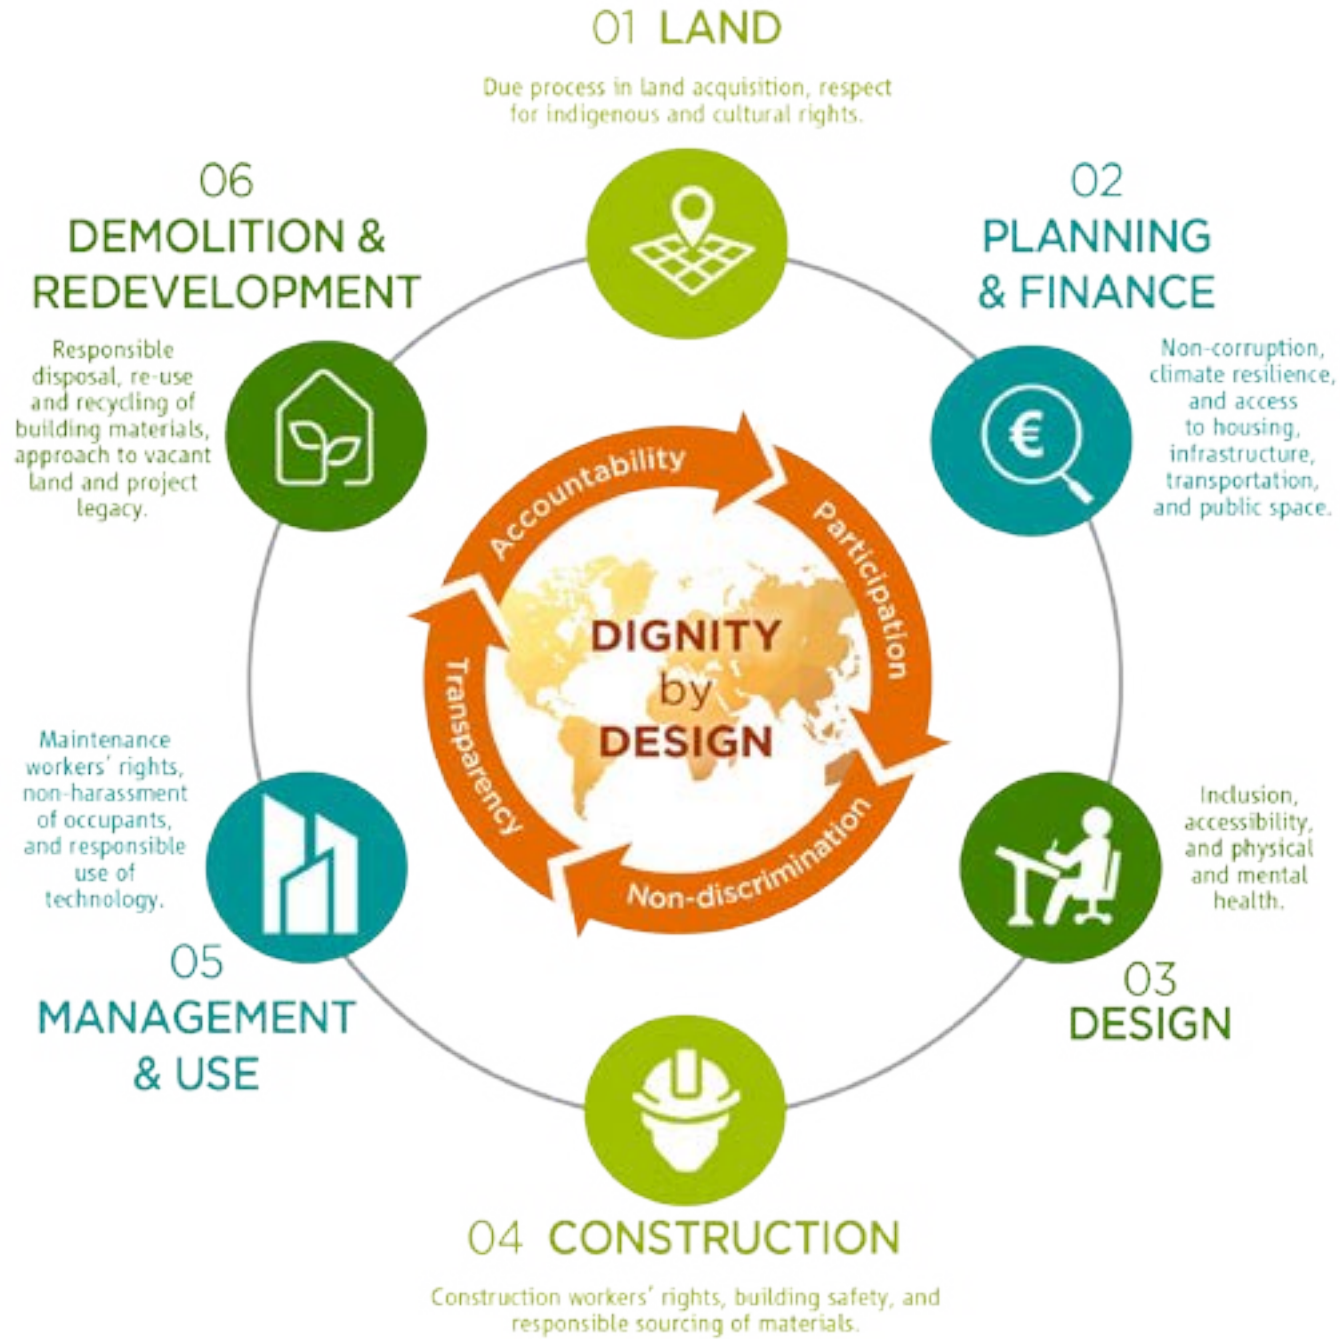 01 LAND
Due process in land acquisition, respect
for indigenous and cultural rights.
02
PLANNING
& FINANCE
Non-corruption,
climate resilience,
and access
to housing,
infrastructure,
transportation,
and public space.
Inclusion,
accessibility,
and physical
and mental
health.
03
DESIGN
04 CONSTRUCTION
Construction workers' rights, building safety, and
responsible sourcing of materials.
Maintenance
workers' rights,
non-harassment
of occupants,
and responsible
use of
technology.
05
MANAGEMENT
& USE
06
DEMOLITION &
REDEVELOPMENT
Responsible
disposal, re-use
and recycling of
building materials,
approach to vacant
land and project
legacy.
€
Accountability
Participation
Non-discrimination
Transparency
DIGNITY
by
DESIGN